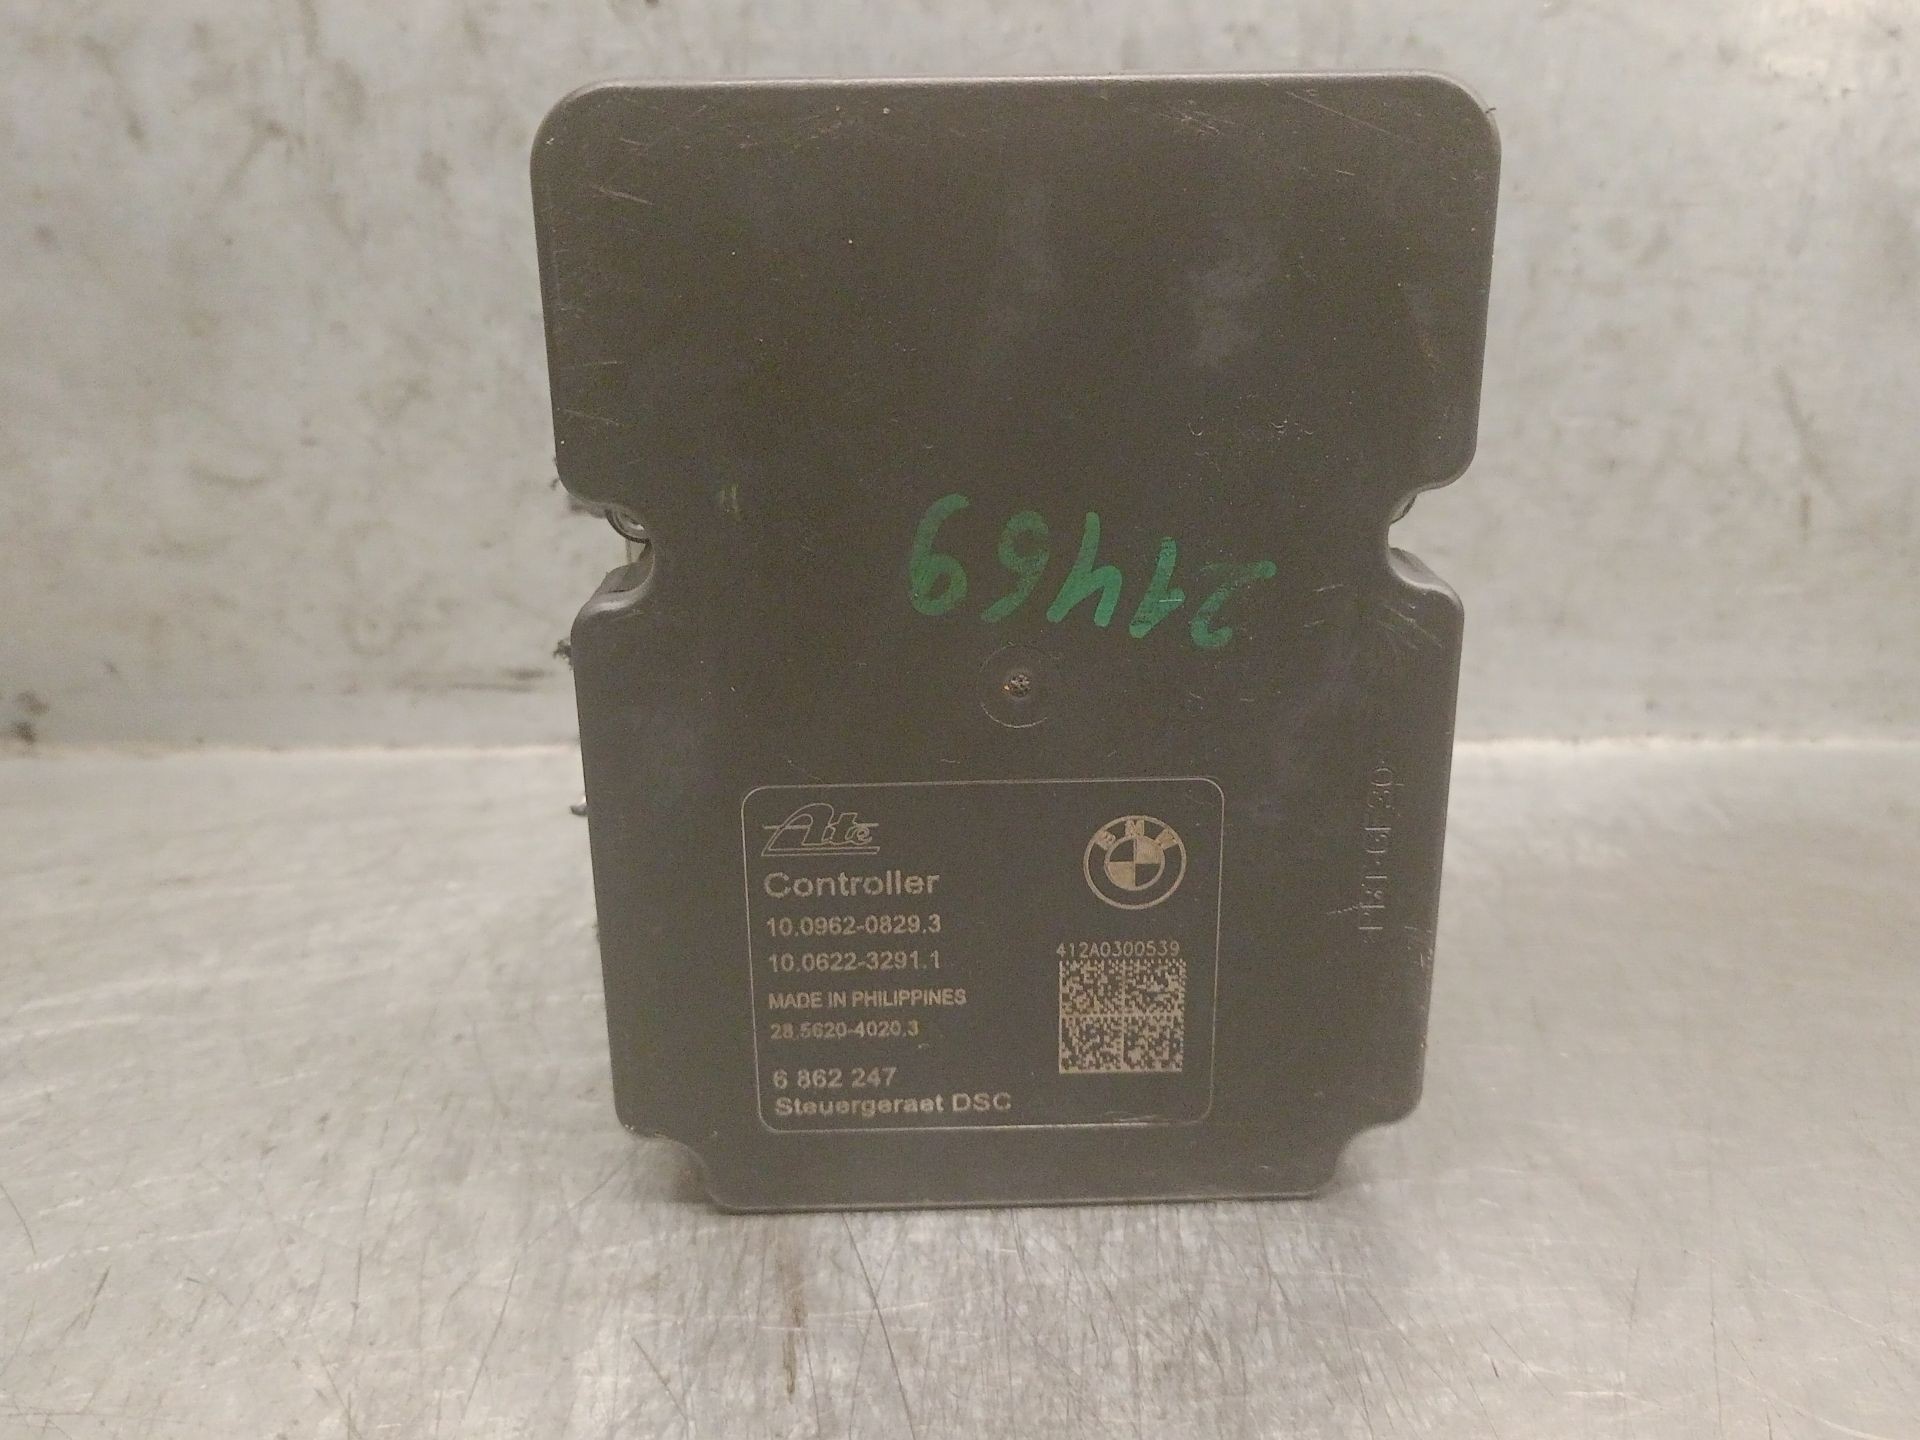 21469
Ate
BMW
Controller
10.0962-0829.3
10.0622-3291.1
412A0300539
MADE IN PHILIPPINES
28.5620-4020.3
6 862 247
Steuergeraet DSC